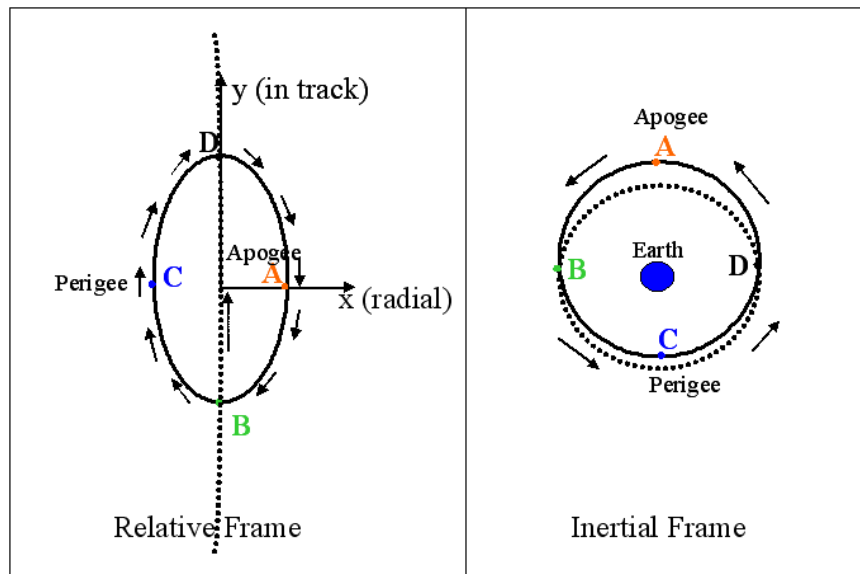 y (in track)
D
Apogee
A
Perigee
C
x (radial)
B
Relative Frame
Apogee
A
Earth
B
D
C
Perigee
Inertial Frame